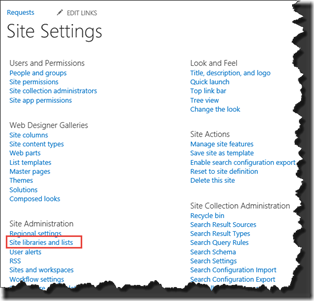 Requests
EDIT LINKS
Site Settings
Users and Permissions
People and groups
Site permissions
Site collection administrators
Site app permissions
Web Designer Galleries
Site columns
Site content types
Web parts
List templates
Master pages
Themes
Solutions
Composed looks
Site Administration
Regional settings
Site libraries and lists
User alerts
RSS
Sites and workspaces
Workflow settings
Look and Feel
Title, description, and logo
Quick launch
Top link bar
Tree view
Change the look
Site Actions
Manage site features
Save site as template
Enable search configuration export
Reset to site definition
Delete this site
Site Collection Administration
Recycle bin
Search Result Sources
Search Result Types
Search Query Rules
Search Schema
Search Settings
Search Configuration Import
Search Configuration Export